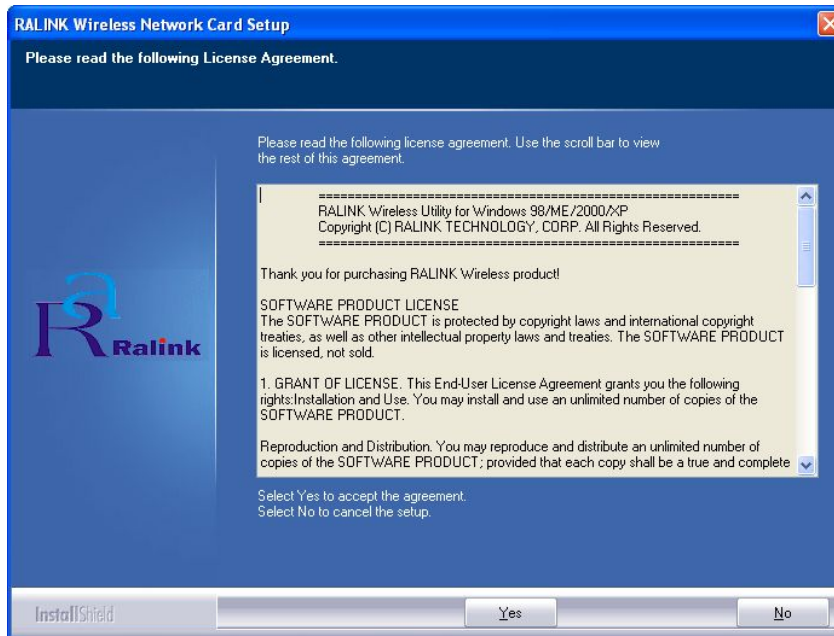 RALINK Wireless Network Card Setup
Please read the following License Agreement.
Please read the following license agreement. Use the scroll bar to view
the rest of this agreement.
==========================================================
RALINK Wireless Utility for Windows 98/ME/2000/XP
Copyright (C) RALINK TECHNOLOGY, CORP. All Rights Reserved.
==========================================================
Thank you for purchasing RALINK Wireless product!
SOFTWARE PRODUCT LICENSE
The SOFTWARE PRODUCT is protected by copyright laws and international copyright
treaties, as well as other intellectual property laws and treaties. The SOFTWARE PRODUCT
is licensed, not sold.
1. GRANT OF LICENSE. This End-User License Agreement grants you the following
rights:Installation and Use. You may install and use an unlimited number of copies of the
SOFTWARE PRODUCT.
Reproduction and Distribution. You may reproduce and distribute an unlimited number of
copies of the SOFTWARE PRODUCT; provided that each copy shall be a true and complete
Ralink
Select Yes to accept the agreement.
Select No to cancel the setup.
InstallShield
Yes
No